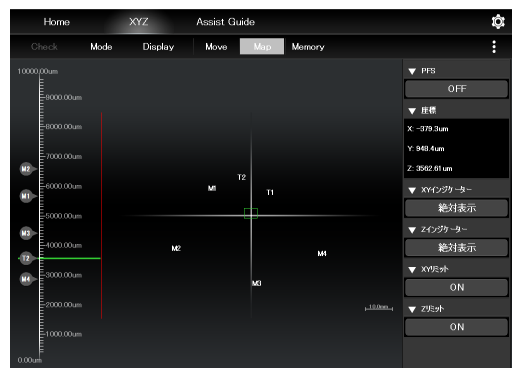 Home XYZ Assist Guide
Check Mode Display Move Map Memory
10000.00um
9000.00um
8000.00um
7000.00um
6000.00um
5000.00um
4000.00um
3000.00um
2000.00um
1000.00um
0.00um
M2
M1
M3
T2
M4
T2
M1
T1
M2
M4
M3
10.0mm
PFS
OFF
座標
X: -379.3um
Y: 948.4um
Z: 3562.61um
XYインジケーター
絶対表示
Zインジケーター
絶対表示
XYリミット
ON
Zリミット
ON